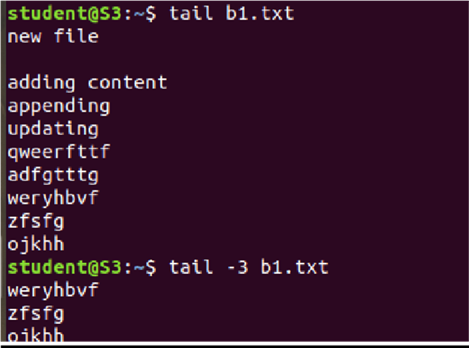 student@S3:~$ tail b1.txt
new file

adding content
appending
updating
qweerfttf
adfgtttg
weryhbvf
zfsfg
ojkhh
student@S3:~$ tail -3 b1.txt
weryhbvf
zfsfg
ojkhh